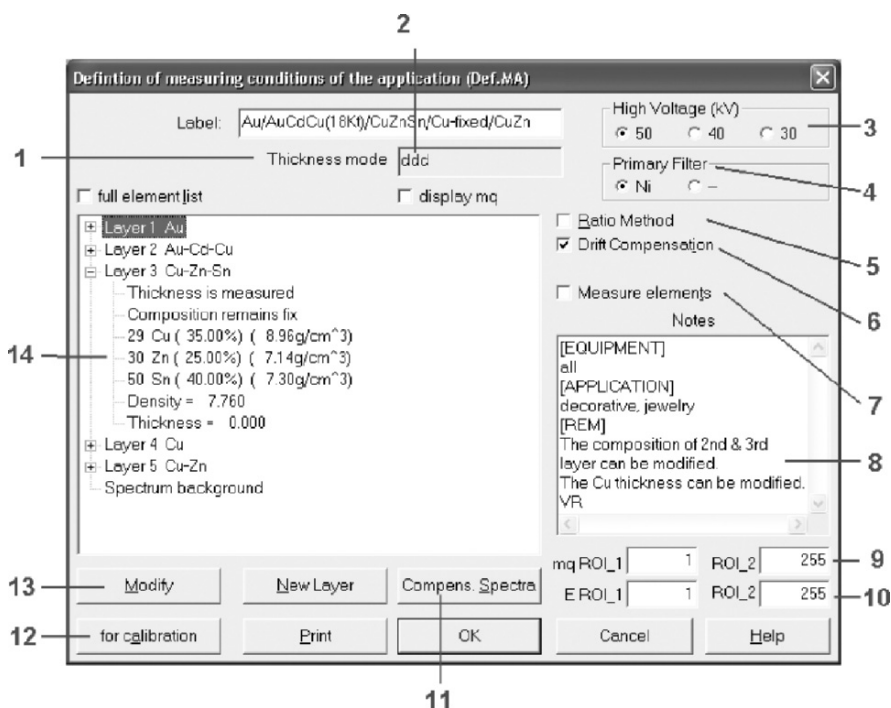 2
Defintion of measuring conditions of the application (Def.MA)
Label: Au/AuCdCu(18Kt)/CuZnSn/Cu-fixed/CuZn
High Voltage (kV)
50 40 30
3
1
Thickness mode ddd
Primary Filter
Ni –
4
full element list
display mq
Layer 1 Au
Layer 2 Au-Cd-Cu
Layer 3 Cu-Zn-Sn
Thickness is measured
Composition remains fix
29 Cu ( 35.00%) ( 8.96g/cm^3)
30 Zn ( 25.00%) ( 7.14g/cm^3)
50 Sn ( 40.00%) ( 7.30g/cm^3)
Density = 7.760
Thickness = 0.000
Layer 4 Cu
Layer 5 Cu-Zn
Spectrum background
14
Ratio Method
5
Drift Compensation
6
Measure elements
7
Notes
[EQUIPMENT]
all
[APPLICATION]
decorative, jewelry
[REM]
The composition of 2nd & 3rd
layer can be modified.
The Cu thickness can be modified.
VR
8
mq ROI_1 1 ROI_2 255
9
E ROI_1 1 ROI_2 255
10
13
Modify New Layer Compens. Spectra
12
for calibration Print OK Cancel Help
11